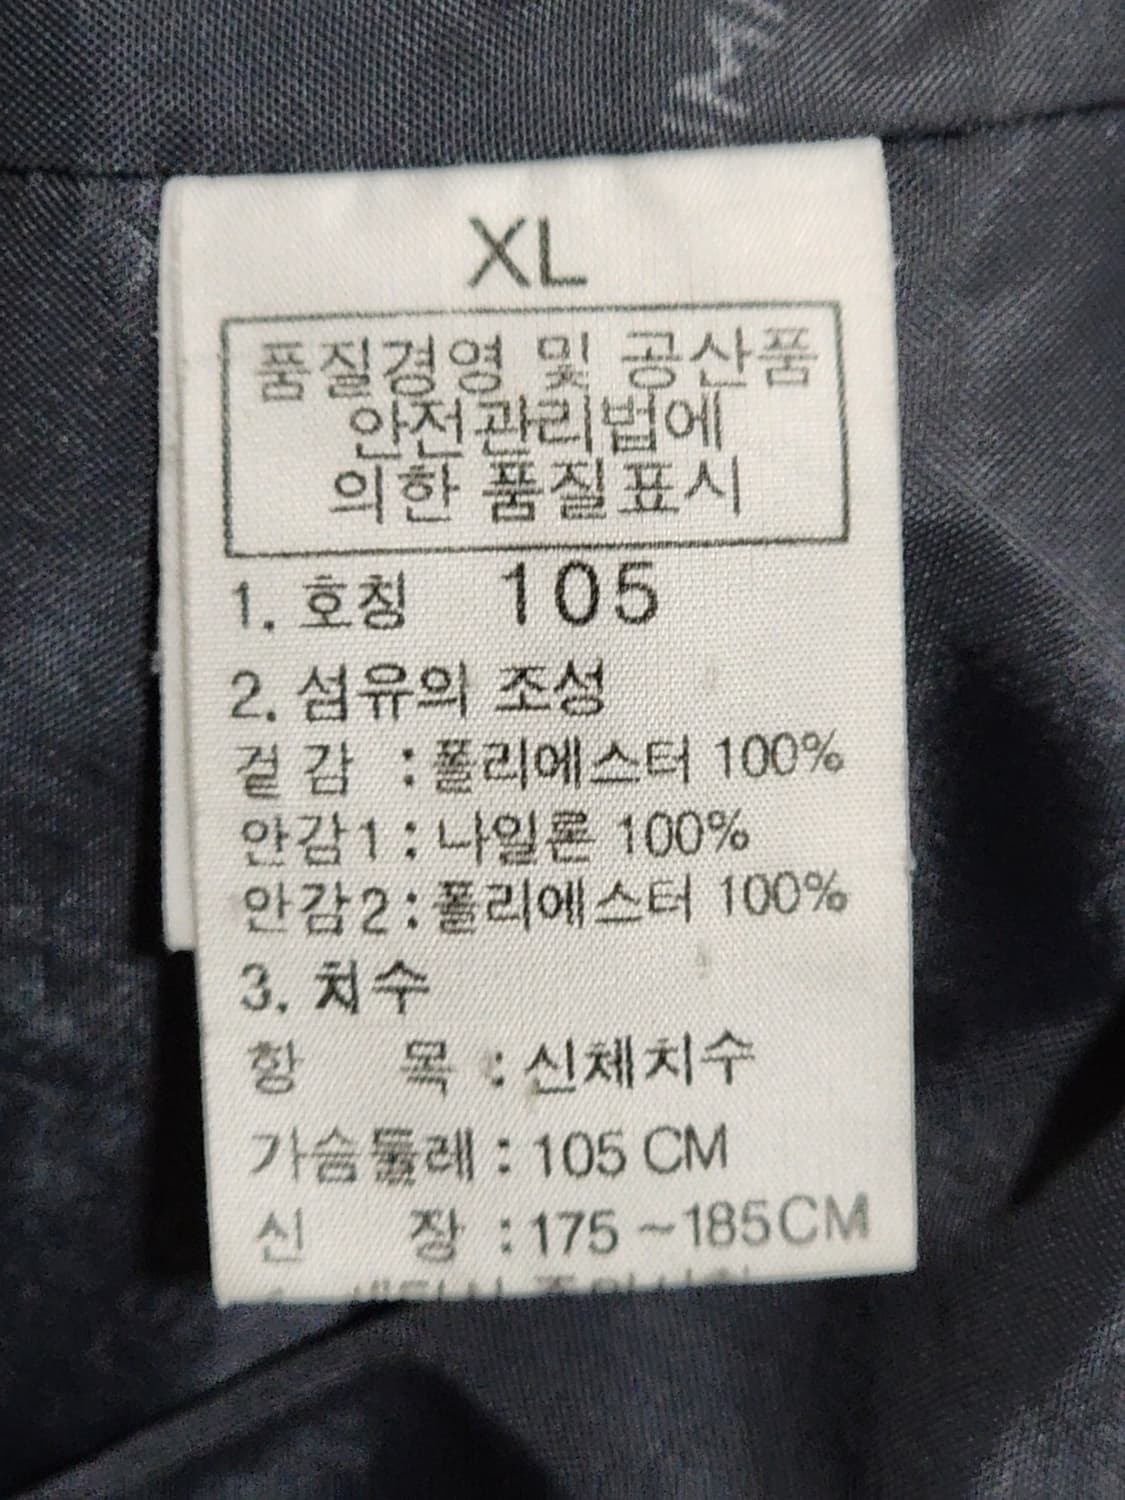 XL
품질경영 및 공산품
안전관리법에
의한 품질표시
1. 호칭 105
2. 섬유의 조성
겉감 : 폴리에스터 100%
안감1 : 나일론 100%
안감2 : 폴리에스터 100%
3. 치수
항 목 : 신체치수
가슴둘레 : 105 CM
신 장 : 175 ~185CM